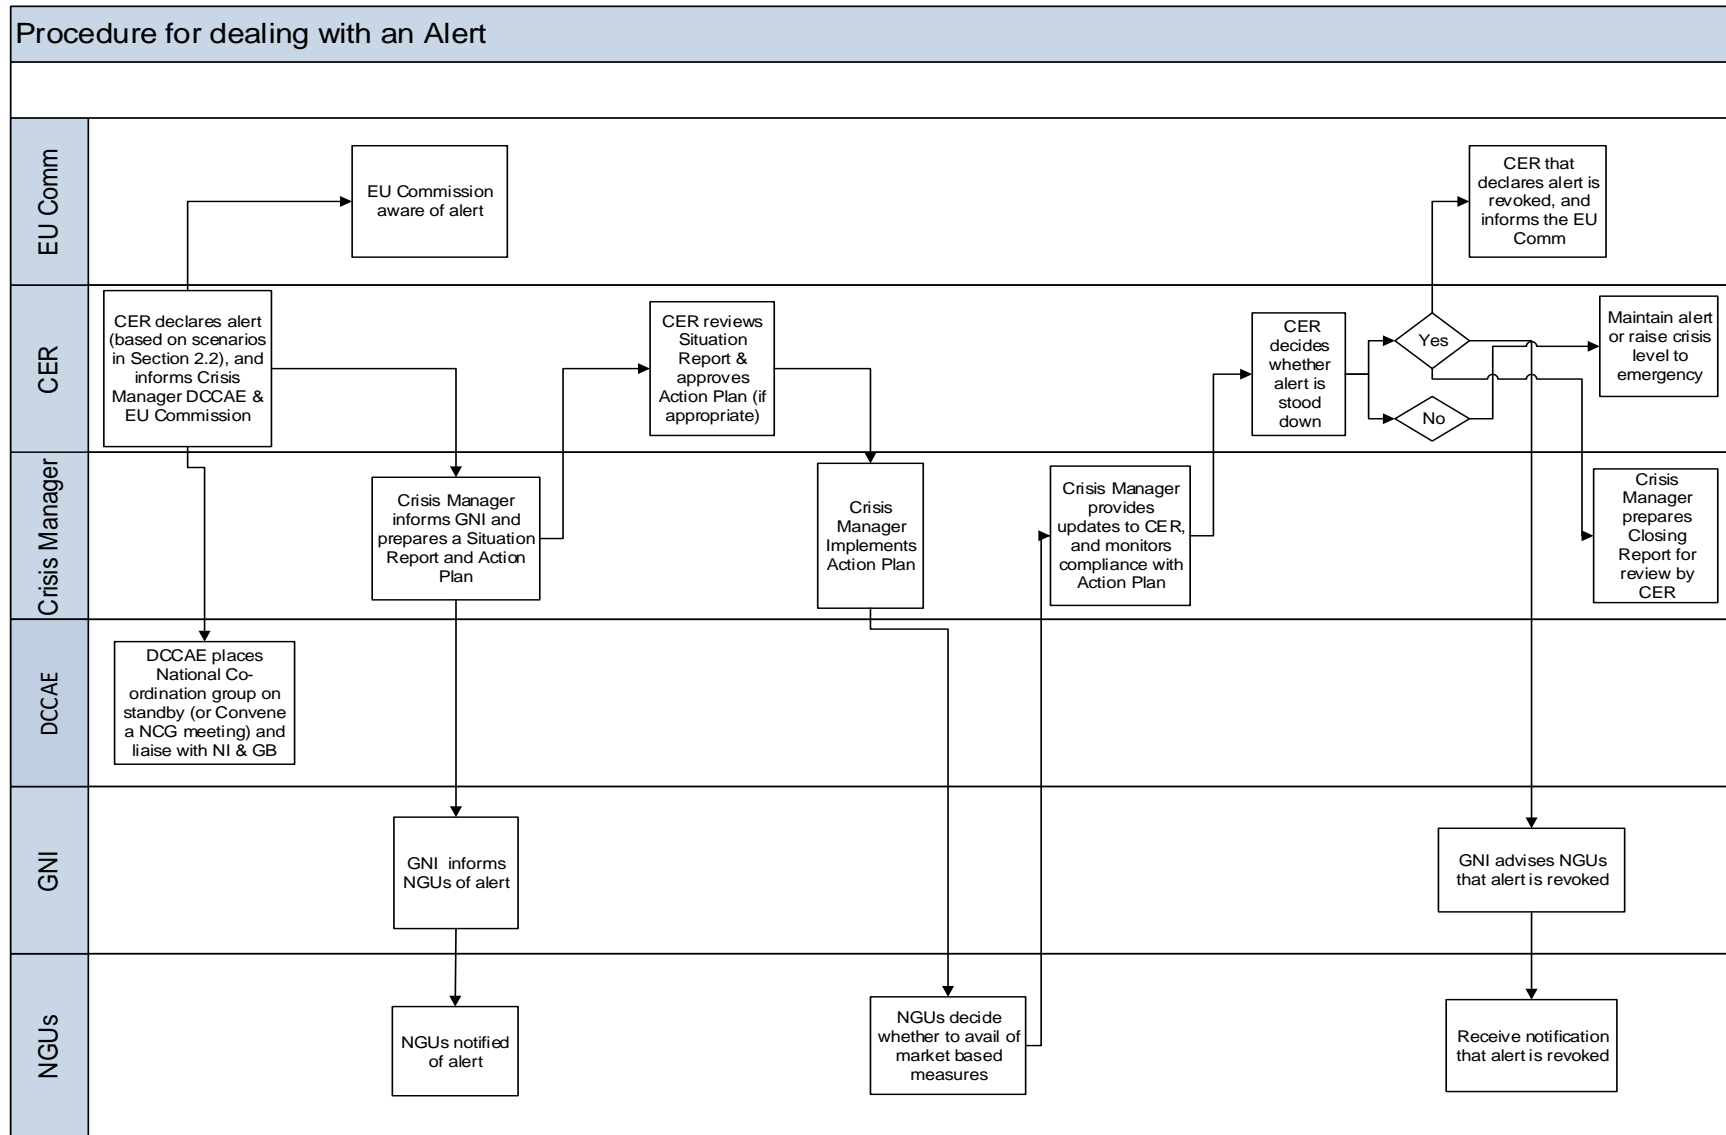 Procedure for dealing with an Alert
EU Comm
EU Commission
aware of alert
CER that
declares alert is
revoked, and
informs the EU
Comm
CER
CER declares alert
(based on scenarios
in Section 2.2), and
informs Crisis
Manager DCCAE &
EU Commission
CER reviews
Situation
Report &
approves
Action Plan (if
appropriate)
CER
decides
whether
alert is
stood
down
Yes
No
Maintain alert
or raise crisis
level to
emergency
Crisis Manager
Crisis Manager
informs GNI and
prepares a Situation
Report and Action
Plan
Crisis
Manager
Implements
Action Plan
Crisis Manager
provides
updates to CER,
and monitors
compliance with
Action Plan
Crisis
Manager
prepares
Closing
Report for
review by
CER
DCCAE
DCCAE places
National Co-
ordination group on
standby (or Convene
a NCG meeting) and
liaise with NI & GB
GNI
GNI informs
NGUs of alert
GNI advises NGUs
that alert is revoked
NGUs
NGUs notified
of alert
NGUs decide
whether to avail of
market based
measures
Receive notification
that alert is revoked